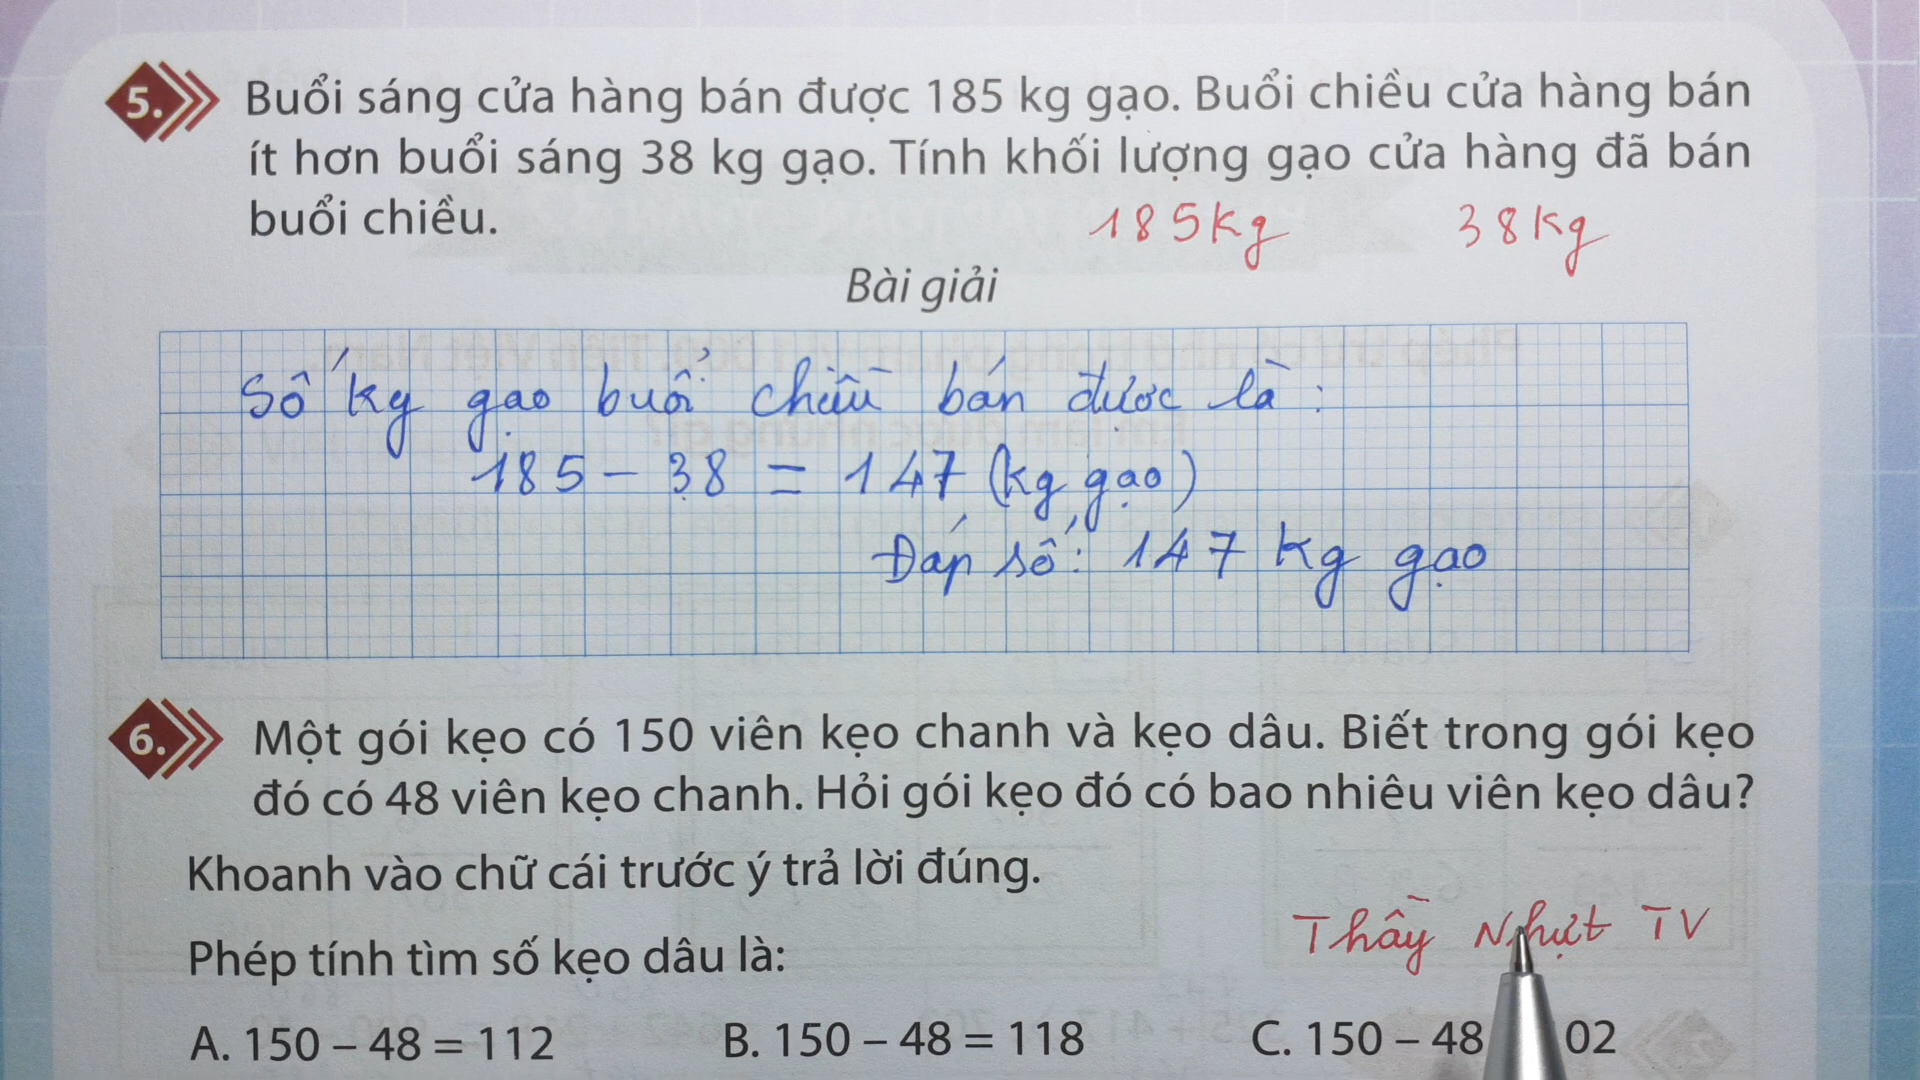 5. Buổi sáng cửa hàng bán được 185 kg gạo. Buổi chiều cửa hàng bán
ít hơn buổi sáng 38 kg gạo. Tính khối lượng gạo cửa hàng đã bán
buổi chiều.
185kg 38kg
Bài giải
Số kg gạo buổi chiều bán được là:
185 - 38 = 147 (kg gạo)
Đáp số: 147 kg gạo
6. Một gói kẹo có 150 viên kẹo chanh và kẹo dâu. Biết trong gói kẹo
đó có 48 viên kẹo chanh. Hỏi gói kẹo đó có bao nhiêu viên kẹo dâu?
Khoanh vào chữ cái trước ý trả lời đúng.
Thầy Nhựt TV
Phép tính tìm số kẹo dâu là:
A. 150 – 48 = 112 B. 150 – 48 = 118 C. 150 – 48 02